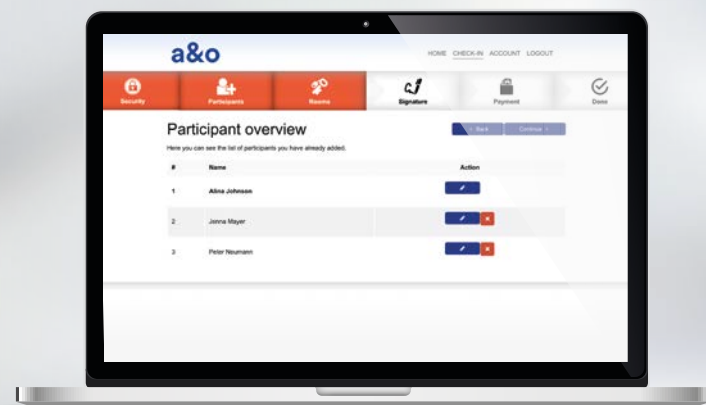 a&o
HOME CHECK-IN ACCOUNT LOGOUT
Security Participants Rooms Signature Payment Done
Participant overview
< Back Continue >
Here you can see the list of participants you have already added.
# Name Action
1 Alina Johnson
2 Jenna Mayer
3 Peter Neumann